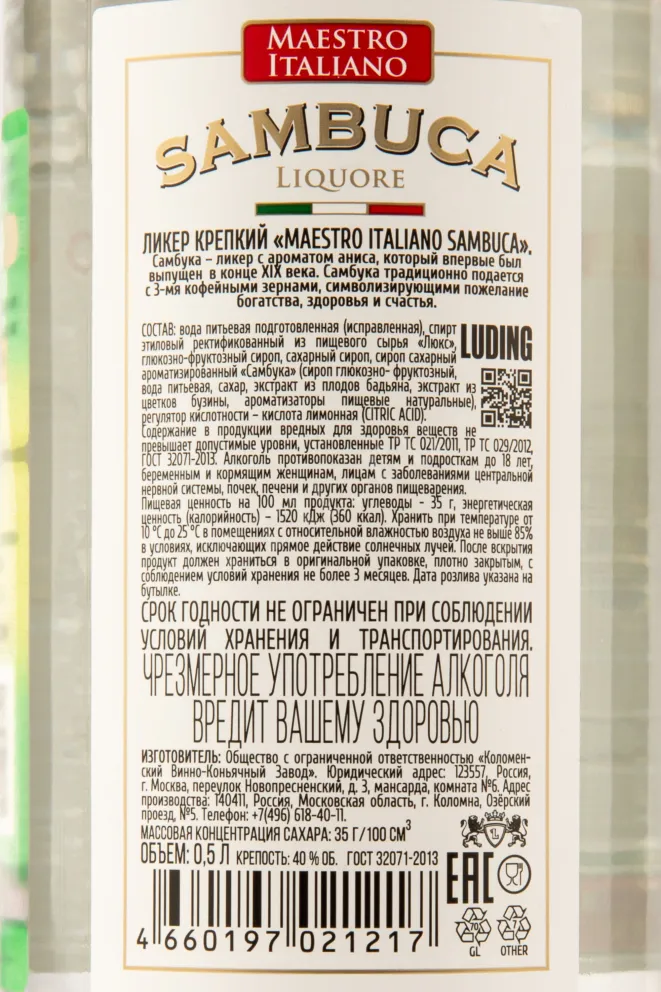 MAESTRO
ITALIANO
SAMBUCA
LIQUORE
ЛИКЕР КРЕПКИЙ «MAESTRO ITALIANO SAMBUCA».
Самбука – ликер с ароматом аниса, который впервые был
выпущен в конце XIX века. Самбука традиционно подается
с 3-мя кофейными зернами, символизирующими пожелание
богатства, здоровья и счастья.
СОСТАВ: вода питьевая подготовленная (исправленная), спирт
этиловый ректификованный из пищевого сырья «Люкс»,
глюкозно-фруктозный сироп, сахарный сироп, сироп сахарный
ароматизированный «Самбука» (сироп глюкозно- фруктозный,
вода питьевая, сахар, экстракт из плодов бадьяна, экстракт из
цветков бузины, ароматизаторы пищевые натуральные),
регулятор кислотности – кислота лимонная (CITRIC ACID).
LUDING
Содержание в продукции вредных для здоровья веществ не
превышает допустимые уровни, установленные ТР ТС 021/2011, ТР ТС 029/2012,
ГОСТ 32071-2013. Алкоголь противопоказан детям и подросткам до 18 лет,
беременным и кормящим женщинам, лицам с заболеваниями центральной
нервной системы, почек, печени и других органов пищеварения.
Пищевая ценность на 100 мл продукта: углеводы - 35 г, энергетическая
ценность (калорийность) – 1520 кДж (360 ккал). Хранить при температуре от
10 °С до 25 °С в помещениях с относительной влажностью воздуха не выше 85%
в условиях, исключающих прямое действие солнечных лучей. После вскрытия
продукт должен храниться в оригинальной упаковке, плотно закрытым, с
соблюдением условий хранения не более 3 месяцев. Дата розлива указана на
бутылке.
СРОК ГОДНОСТИ НЕ ОГРАНИЧЕН ПРИ СОБЛЮДЕНИИ
УСЛОВИЙ ХРАНЕНИЯ И ТРАНСПОРТИРОВАНИЯ.
ЧРЕЗМЕРНОЕ УПОТРЕБЛЕНИЕ АЛКОГОЛЯ
ВРЕДИТ ВАШЕМУ ЗДОРОВЬЮ
ИЗГОТОВИТЕЛЬ: Общество с ограниченной ответственностью «Коломен-
ский Винно-Коньячный Завод». Юридический адрес: 123557, Россия,
г. Москва, переулок Новопресненский, д. 3, мансарда, комната №6. Адрес
производства: 140411, Россия, Московская область, г. Коломна, Озёрский
проезд, №5. Телефон: +7(496) 618-40-11.
МАССОВАЯ КОНЦЕНТРАЦИЯ САХАРА: 35 Г/100 СМ³
ОБЪЕМ: 0,5 Л КРЕПОСТЬ: 40 % ОБ. ГОСТ 32071-2013
L
EAC
4 660197 021217
70
GL
7
OTHER